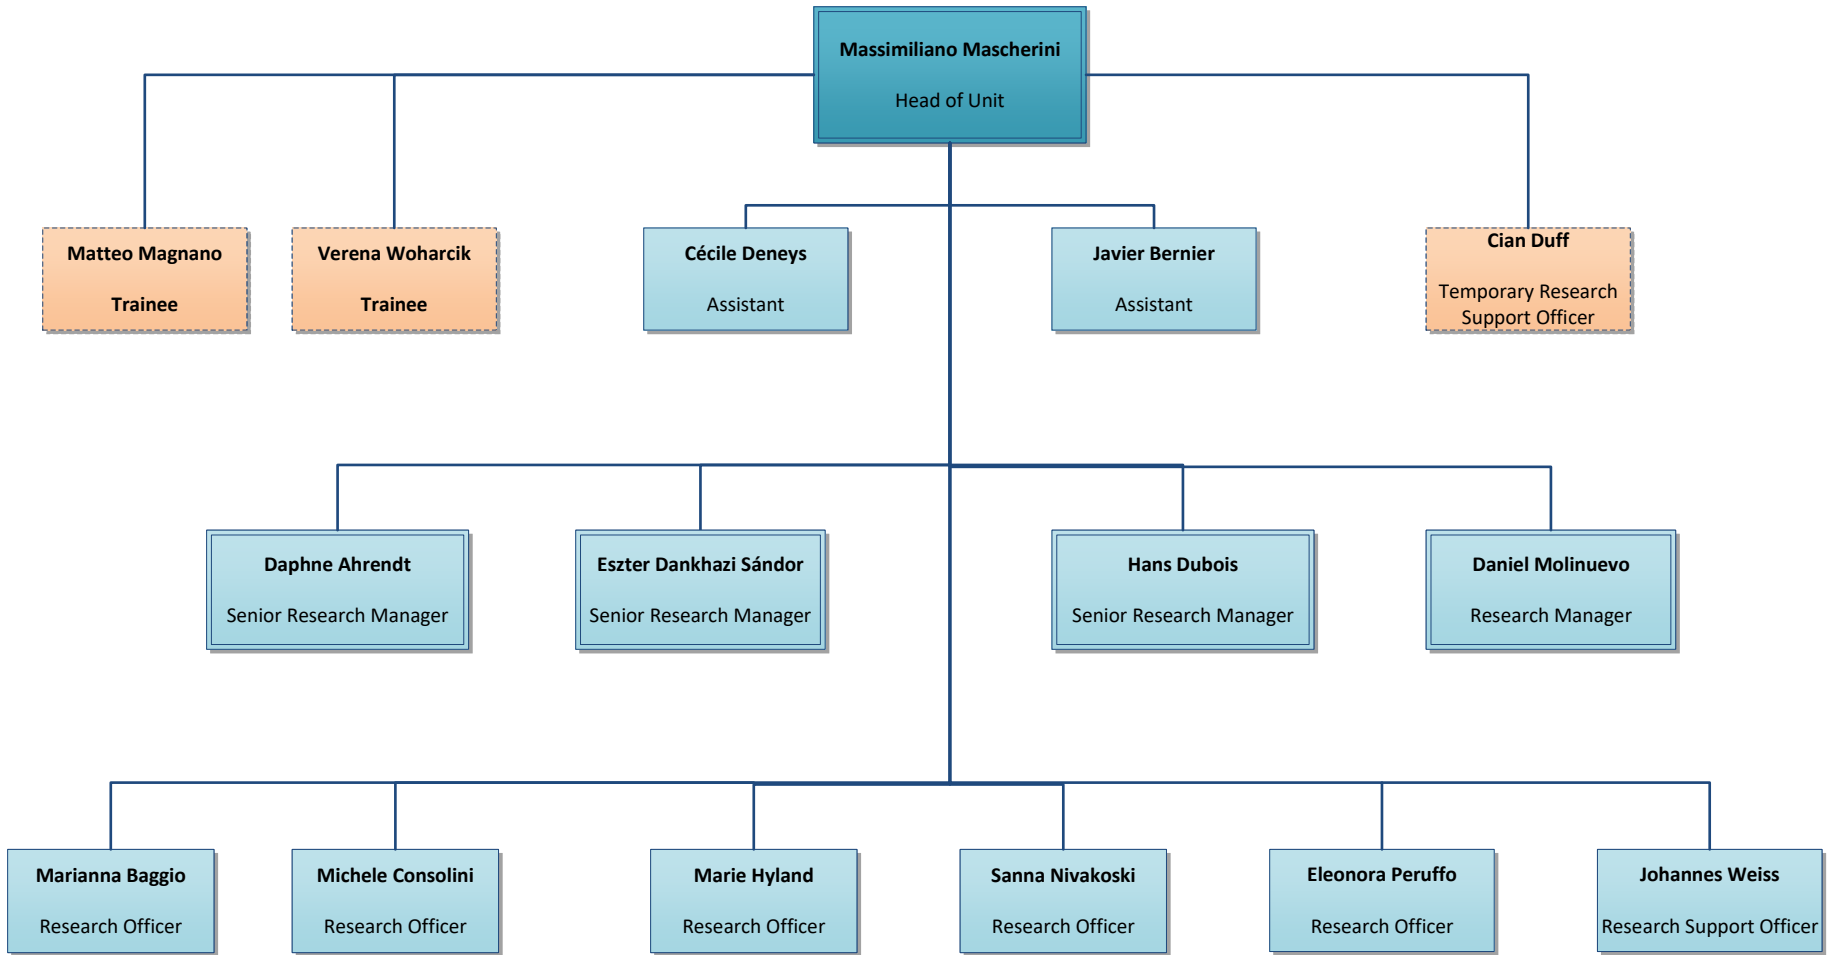 Massimiliano Mascherini
Head of Unit
Matteo Magnano
Trainee
Verena Woharcik
Trainee
Cécile Deneys
Assistant
Javier Bernier
Assistant
Cian Duff
Temporary Research
Support Officer
Daphne Ahrendt
Senior Research Manager
Eszter Dankhazi Sándor
Senior Research Manager
Hans Dubois
Senior Research Manager
Daniel Molinuevo
Research Manager
Marianna Baggio
Research Officer
Michele Consolini
Research Officer
Marie Hyland
Research Officer
Sanna Nivakoski
Research Officer
Eleonora Peruffo
Research Officer
Johannes Weiss
Research Support Officer